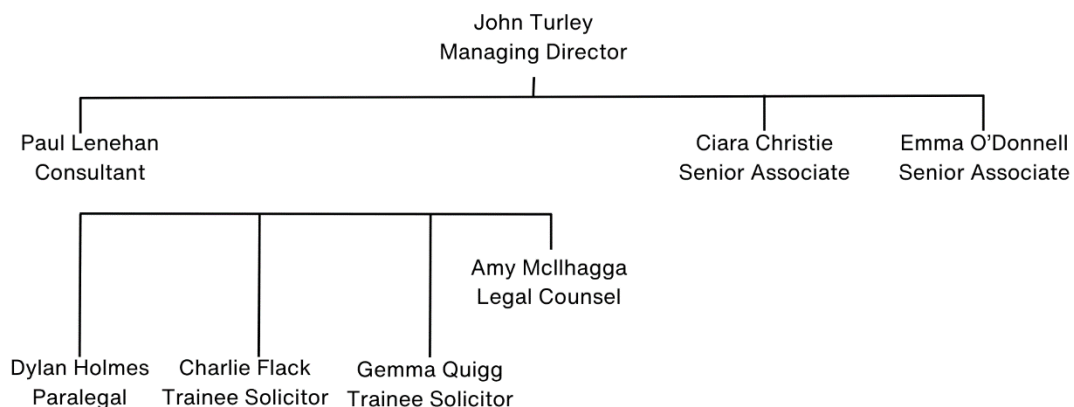 John Turley
Managing Director
Paul Lenehan
Consultant
Ciara Christie
Senior Associate
Emma O’Donnell
Senior Associate
Amy McIlhagga
Legal Counsel
Dylan Holmes
Paralegal
Charlie Flack
Trainee Solicitor
Gemma Quigg
Trainee Solicitor